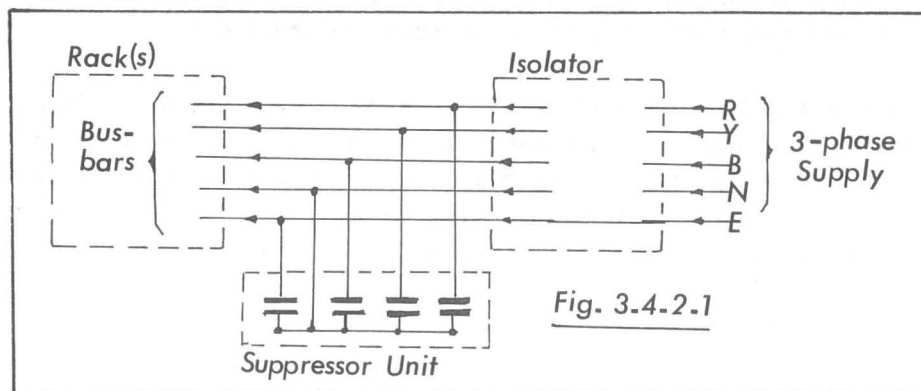 Rack(s)
Isolator
Bus-
bars
R
Y
B
N
E
3-phase
Supply
Fig. 3.4.2.1
Suppressor Unit